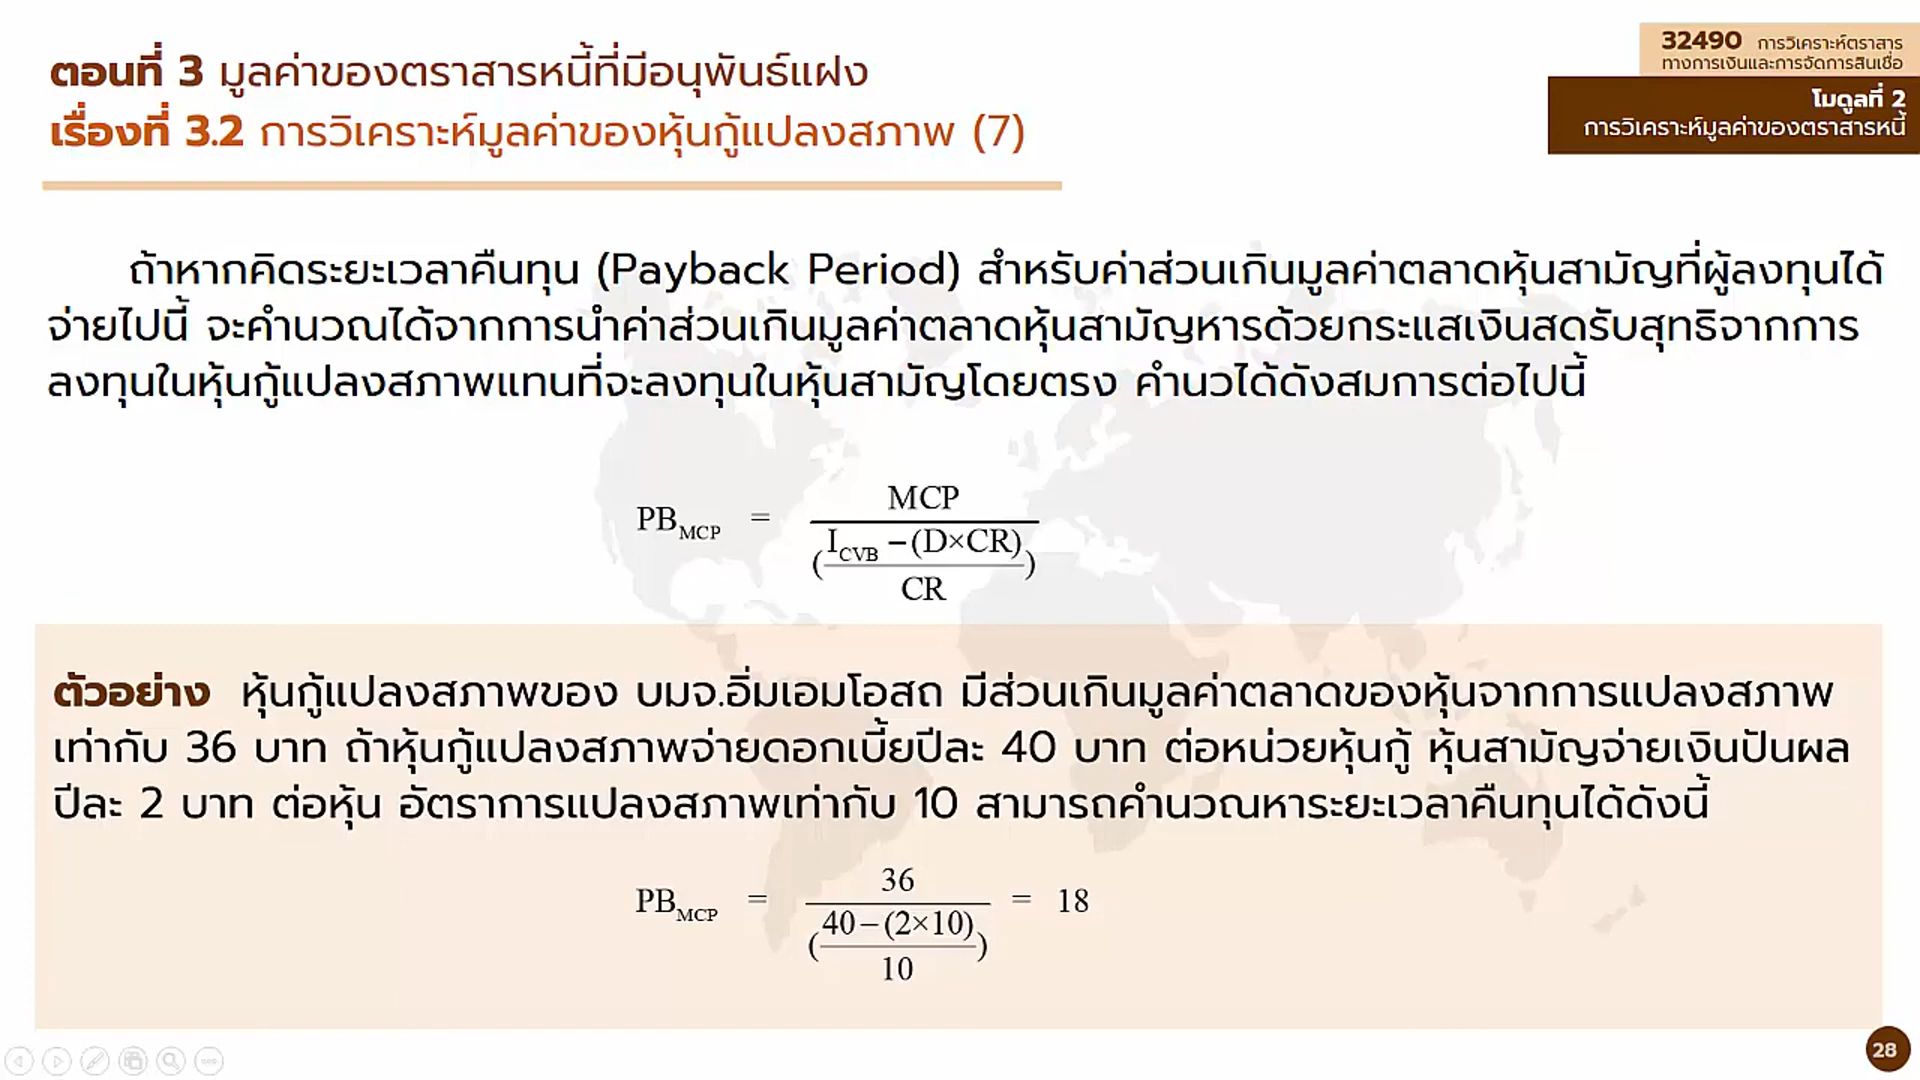 ตอนที่ 3 มูลค่าของตราสารหนี้ที่มีอนุพันธ์แฝง
เรื่องที่ 3.2 การวิเคราะห์มูลค่าของหุ้นกู้แปลงสภาพ (7)
32490 การวิเคราะห์ตราสาร
ทางการเงินและการจัดการสินเชื่อ
โมดูลที่ 2
การวิเคราะห์มูลค่าของตราสารหนี้
ถ้าหากคิดระยะเวลาคืนทุน (Payback Period) สำหรับค่าส่วนเกินมูลค่าตลาดหุ้นสามัญที่ผู้ลงทุนได้
จ่ายไปนี้ จะคำนวณได้จากการนำค่าส่วนเกินมูลค่าตลาดหุ้นสามัญหารด้วยกระแสเงินสดรับสุทธิจากการ
ลงทุนในหุ้นกู้แปลงสภาพแทนที่จะลงทุนในหุ้นสามัญโดยตรง คำนวได้ดังสมการต่อไปนี้
MCP
PB MCP =
(I CVB – (D×CR))
CR
ตัวอย่าง หุ้นกู้แปลงสภาพของ บมจ.อิ่มเอมโอสถ มีส่วนเกินมูลค่าตลาดของหุ้นจากการแปลงสภาพ
เท่ากับ 36 บาท ถ้าหุ้นกู้แปลงสภาพจ่ายดอกเบี้ยปีละ 40 บาท ต่อหน่วยหุ้นกู้ หุ้นสามัญจ่ายเงินปันผล
ปีละ 2 บาท ต่อหุ้น อัตราการแปลงสภาพเท่ากับ 10 สามารถคำนวณหาระยะเวลาคืนทุนได้ดังนี้
36
PB MCP = = 18
(40 – (2×10))
10
28